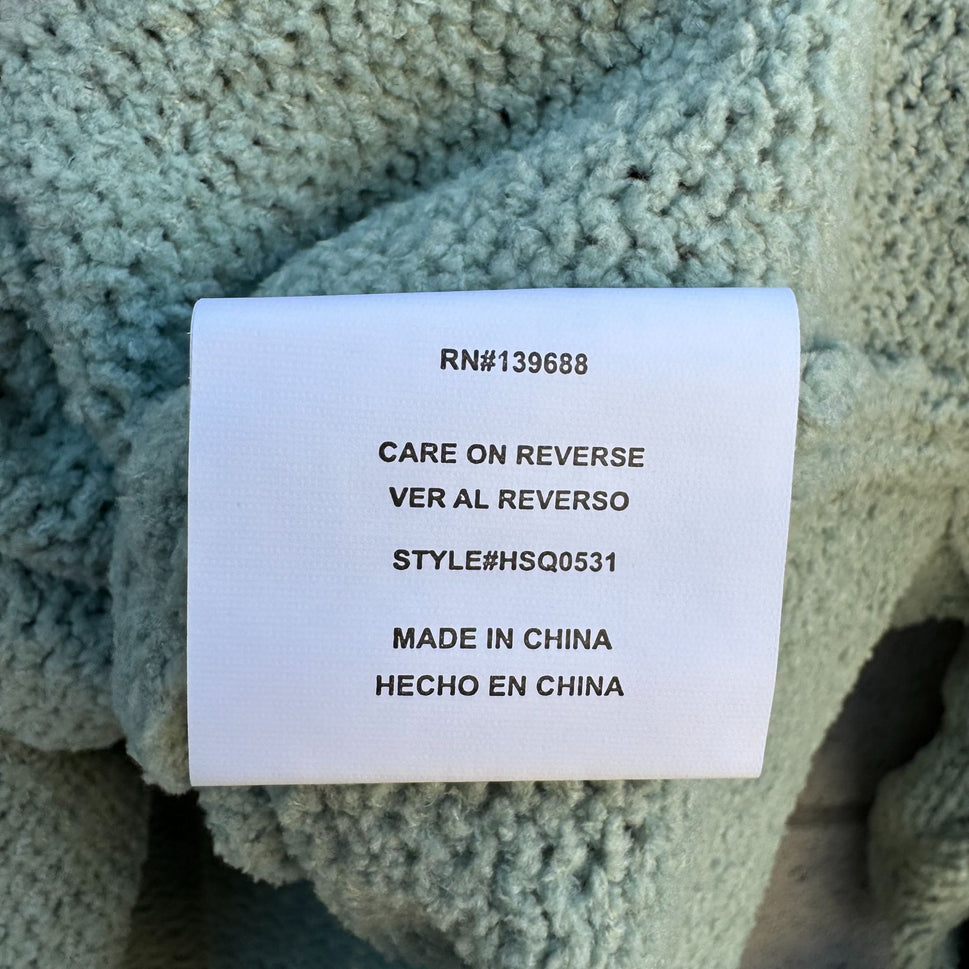 RN#139688
CARE ON REVERSE
VER AL REVERSO
STYLE#HSQ0531
MADE IN CHINA
HECHO EN CHINA